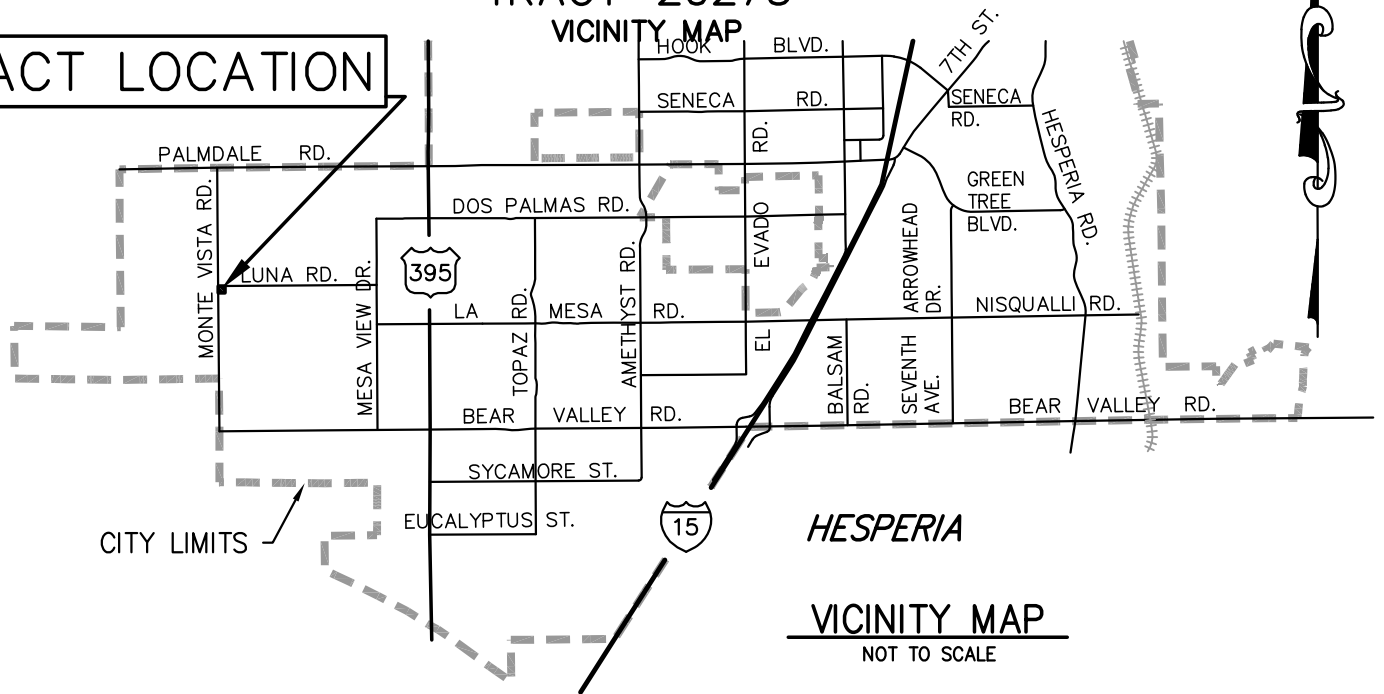 VICINITY MAP
ACT LOCATION
HOOK BLVD.
7TH ST.
SENECA RD.
SENECA
RD.
HESPERIA RD.
PALMDALE RD.
MONTE VISTA RD.
DOS PALMAS RD.
GREEN
TREE
BLVD.
LUNA RD.
395
MESA VIEW DR.
LA MESA RD.
TOPAZ RD.
AMETHYST RD.
EL EVADO RD.
ARROWHEAD
DR.
NISQUALLI RD.
BALSAM
RD.
SEVENTH
AVE.
BEAR VALLEY RD.
BEAR VALLEY RD.
SYCAMORE ST.
EUCALYPTUS ST.
CITY LIMITS
15
HESPERIA
VICINITY MAP
NOT TO SCALE